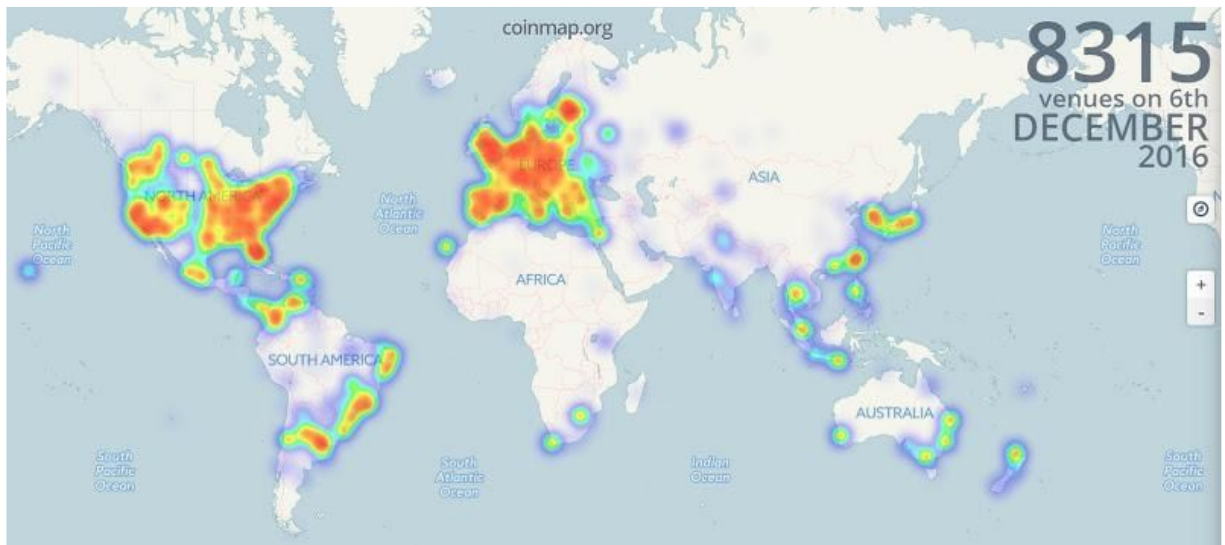 coinmap.org
8315
venues on 6th
DECEMBER
2016
EUROPE
ASIA
NORTH AMERICA
North
Atlantic
Ocean
North
Pacific
Ocean
North
Pacific
Ocean
AFRICA
SOUTH AMERICA
AUSTRALIA
South
Pacific
Ocean
South
Atlantic
Ocean
Indian
Ocean
South
Pacific
Ocean
+
-